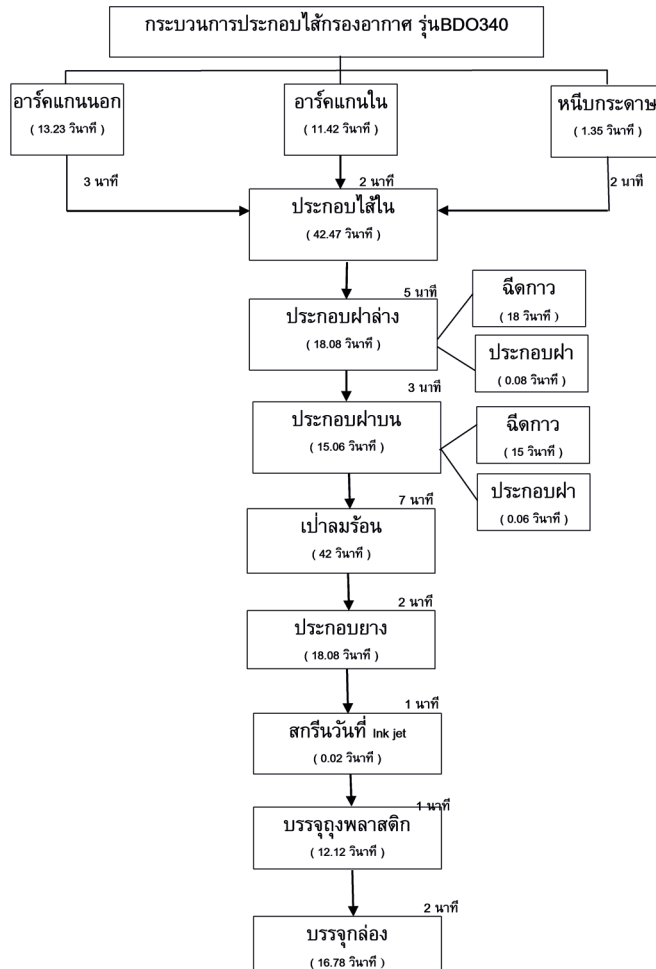 กระบวนการประกอบไส้กรองอากาศ รุ่นBDO340
อาร์คแกนนอก
( 13.23 วินาที )
อาร์คแกนใน
( 11.42 วินาที )
หนีบกระดาษ
( 1.35 วินาที )
3 นาที
2 นาที
2 นาที
ประกอบไส้ใน
( 42.47 วินาที )
5 นาที
ประกอบฝาล่าง
( 18.08 วินาที )
ฉีดกาว
( 18 วินาที )
ประกอบฝา
( 0.08 วินาที )
3 นาที
ประกอบฝาบน
( 15.06 วินาที )
ฉีดกาว
( 15 วินาที )
ประกอบฝา
( 0.06 วินาที )
7 นาที
เป่าลมร้อน
( 42 วินาที )
2 นาที
ประกอบยาง
( 18.08 วินาที )
1 นาที
สกรีนวันที่ Ink jet
( 0.02 วินาที )
1 นาที
บรรจุถุงพลาสติก
( 12.12 วินาที )
2 นาที
บรรจุกล่อง
( 16.78 วินาที )